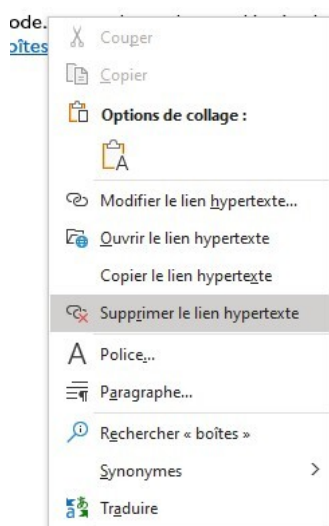 ode.
oîtes
Couper
Copier
Options de collage :
A
Modifier le lien hypertexte...
Ouvrir le lien hypertexte
Copier le lien hypertexte
Supprimer le lien hypertexte
A Police...
Paragraphe...
Rechercher « boîtes »
Synonymes >
Traduire